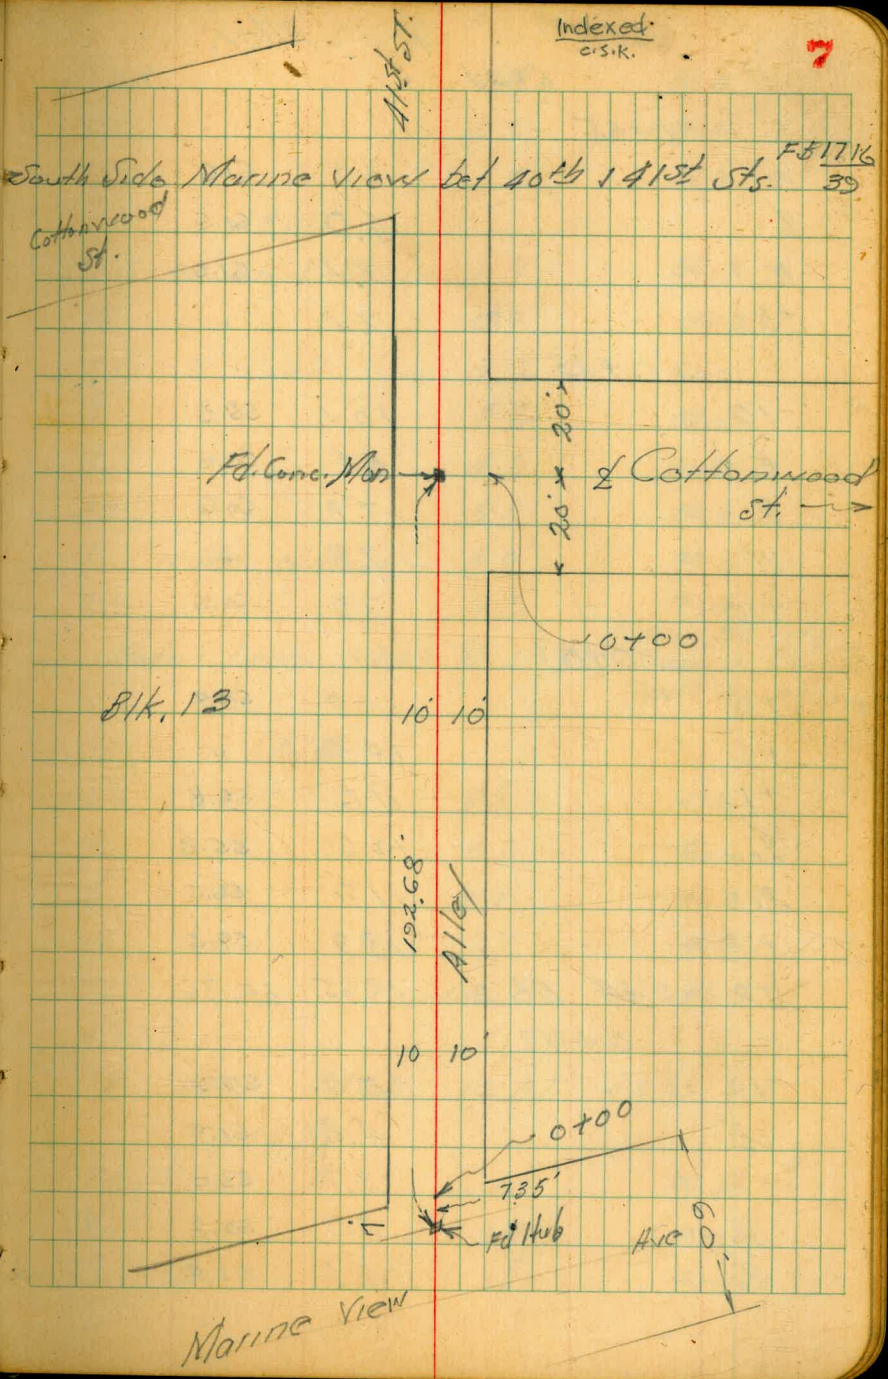 Indexed
C.S.K.
7
41st St.
South Side Marine View bet 40th & 41st Sts.
FB 1716
39
Cottonwood
St.
20'
Fd. Conc. Mon
20'
℄ Cottonwood
St. →
0+00
Blk. 13
10' 10'
192.68'
Alley
10 10'
0+00
7.35'
7'
Fd Hub
Ave
60'
Marine View